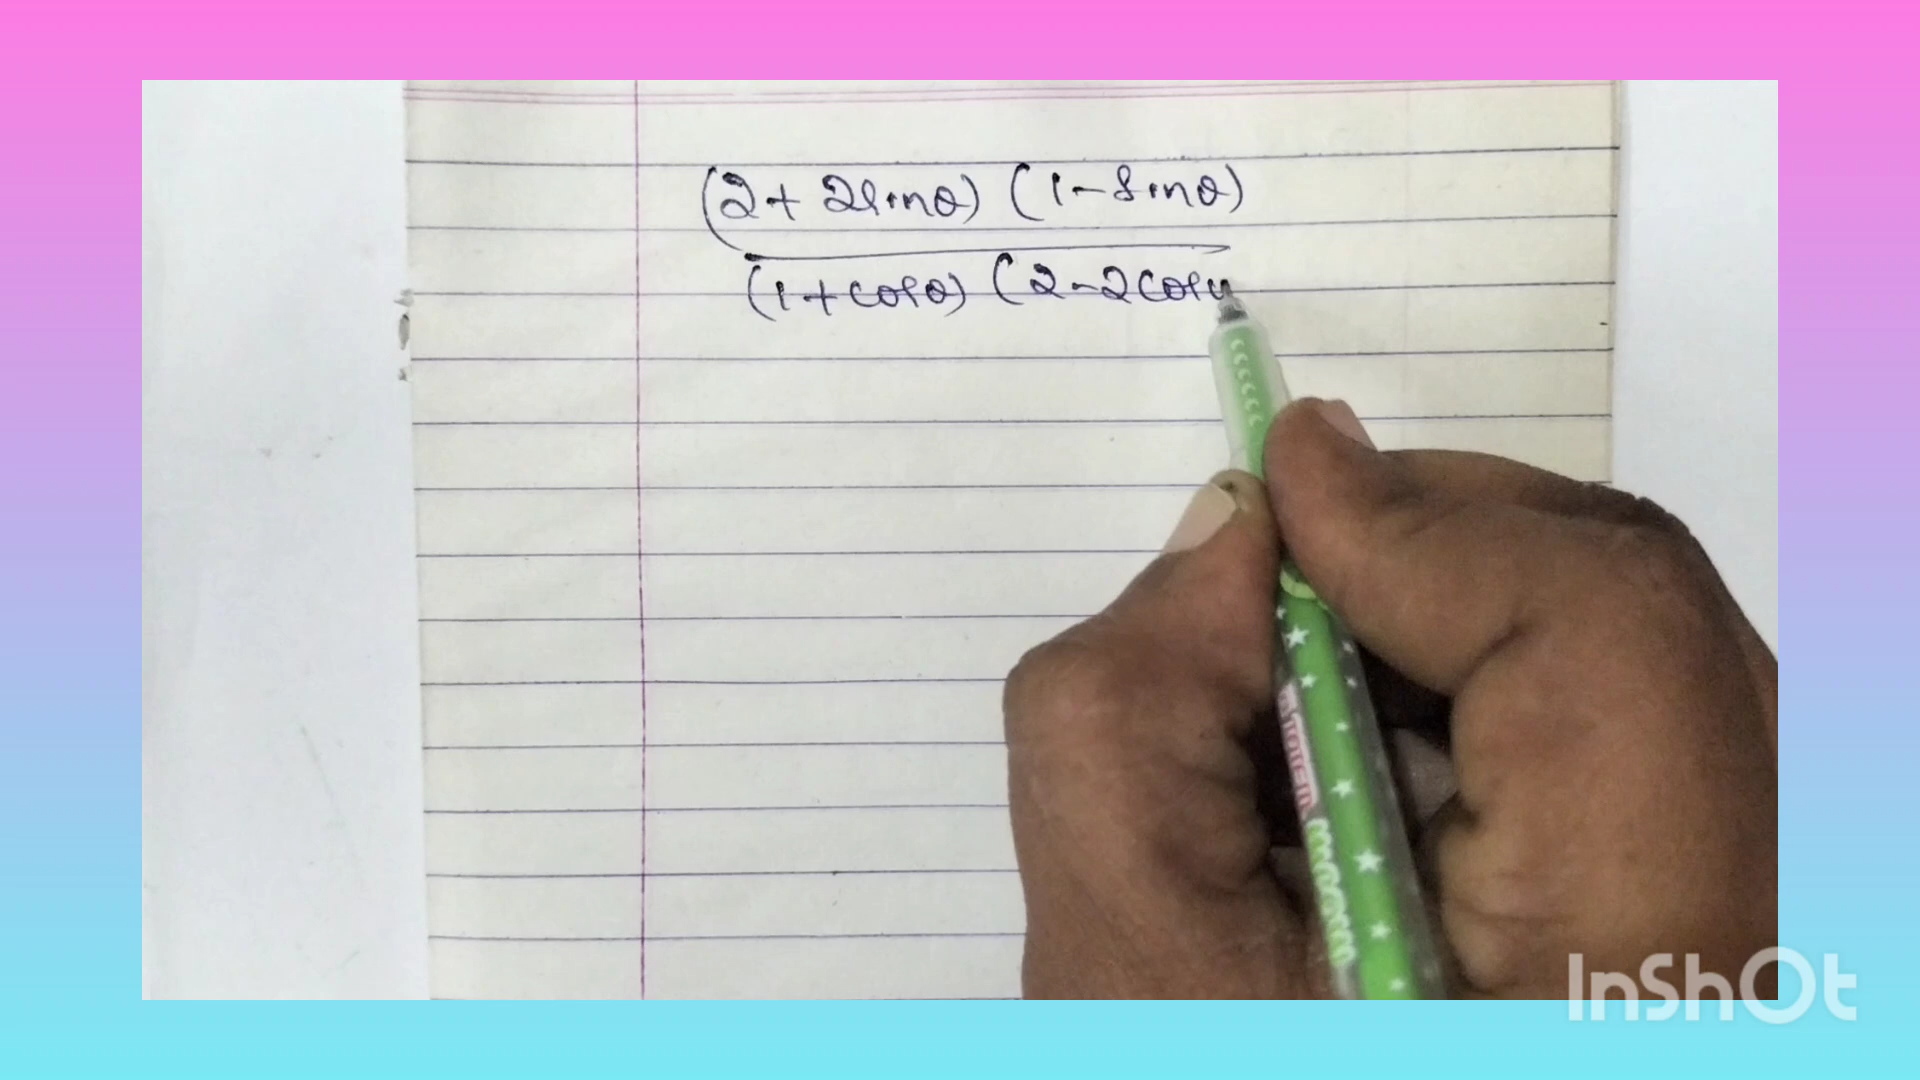 (2 + 2sinθ) (1 - sinθ)
(1 + cosθ) (2 - 2cos
InShOt